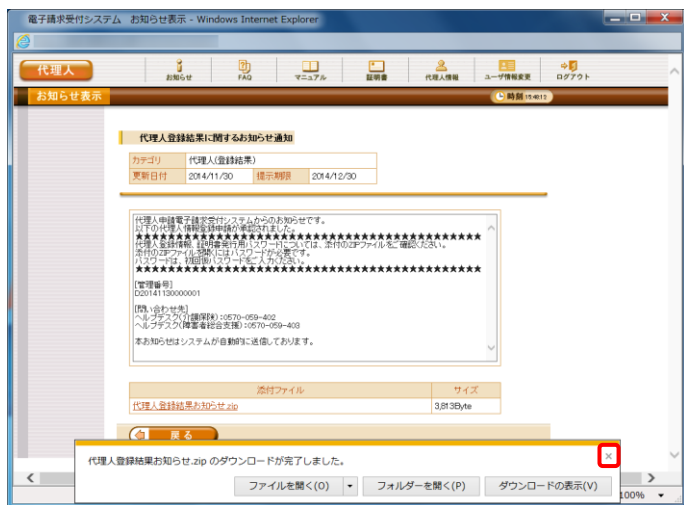 電子請求受付システム お知らせ表示 - Windows Internet Explorer
代理人
お知らせ
FAQ
マニュアル
証明書
代理人情報
ユーザ情報変更
ログアウト
お知らせ表示
時刻 19:40:12
代理人登録結果に関するお知らせ通知
カテゴリ 代理人(登録結果)
更新日付 2014/11/30 掲示期限 2014/12/30
代理人申請電子請求受付システムからのお知らせです。
以下の代理人情報登録申請が承認されました。
★★★★★★★★★★★★★★★★★★★★★★★★★★★★★★★★★★★★★★★
代理人登録情報、証明書発行用パスワードについては、添付のZIPファイルをご確認ください。
添付のZIPファイルを開くにはパスワードが必要です。
パスワードは、初回仮パスワードをご入力ください。
★★★★★★★★★★★★★★★★★★★★★★★★★★★★★★★★★★★★★★★
[管理番号]
D20141130000001
[問い合わせ先]
ヘルプデスク(介護保険):0570-059-402
ヘルプデスク(障害者総合支援):0570-059-403
本お知らせはシステムが自動的に送信しております。
添付ファイル サイズ
代理人登録結果お知らせ.zip 3,813Byte
戻る
代理人登録結果お知らせ.zip のダウンロードが完了しました。
ファイルを開く(O) フォルダーを開く(P) ダウンロードの表示(V)
100%